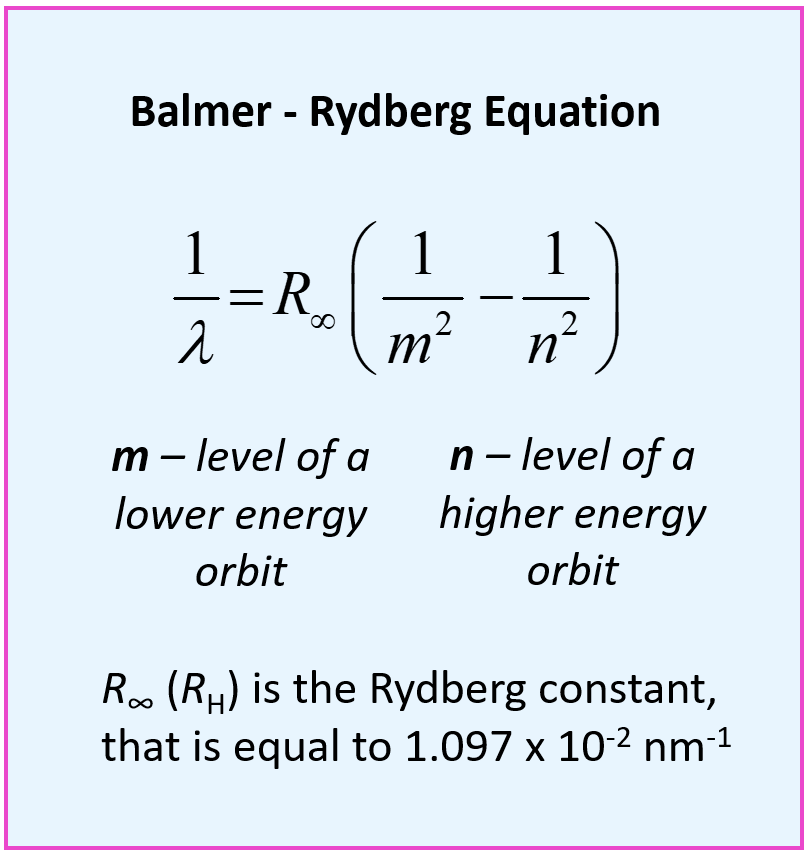 Balmer - Rydberg Equation
1/λ = R∞ (1/m² − 1/n²)
m – level of a lower energy orbit
n – level of a higher energy orbit
R∞ (RH) is the Rydberg constant,
that is equal to 1.097 x 10⁻² nm⁻¹